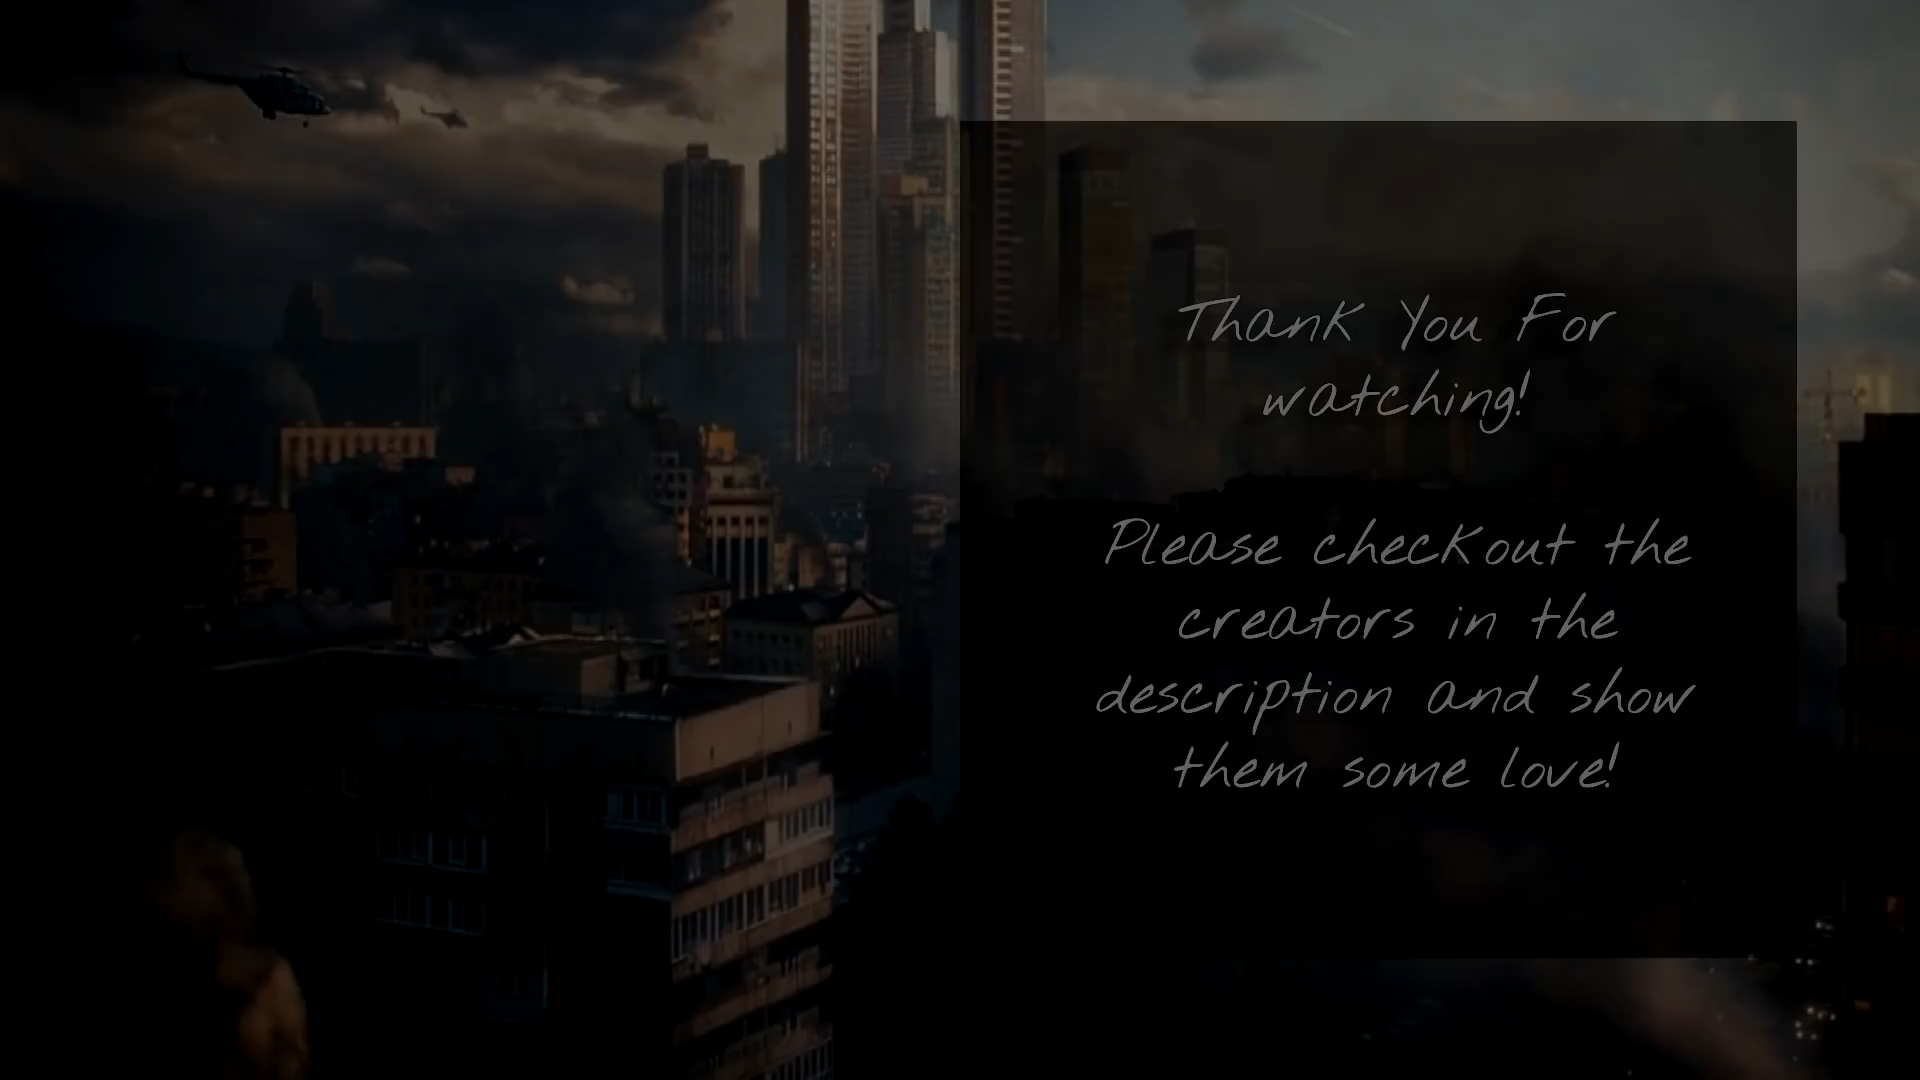 Thank You For
watching!
Please checkout the
creators in the
description and show
them some love!